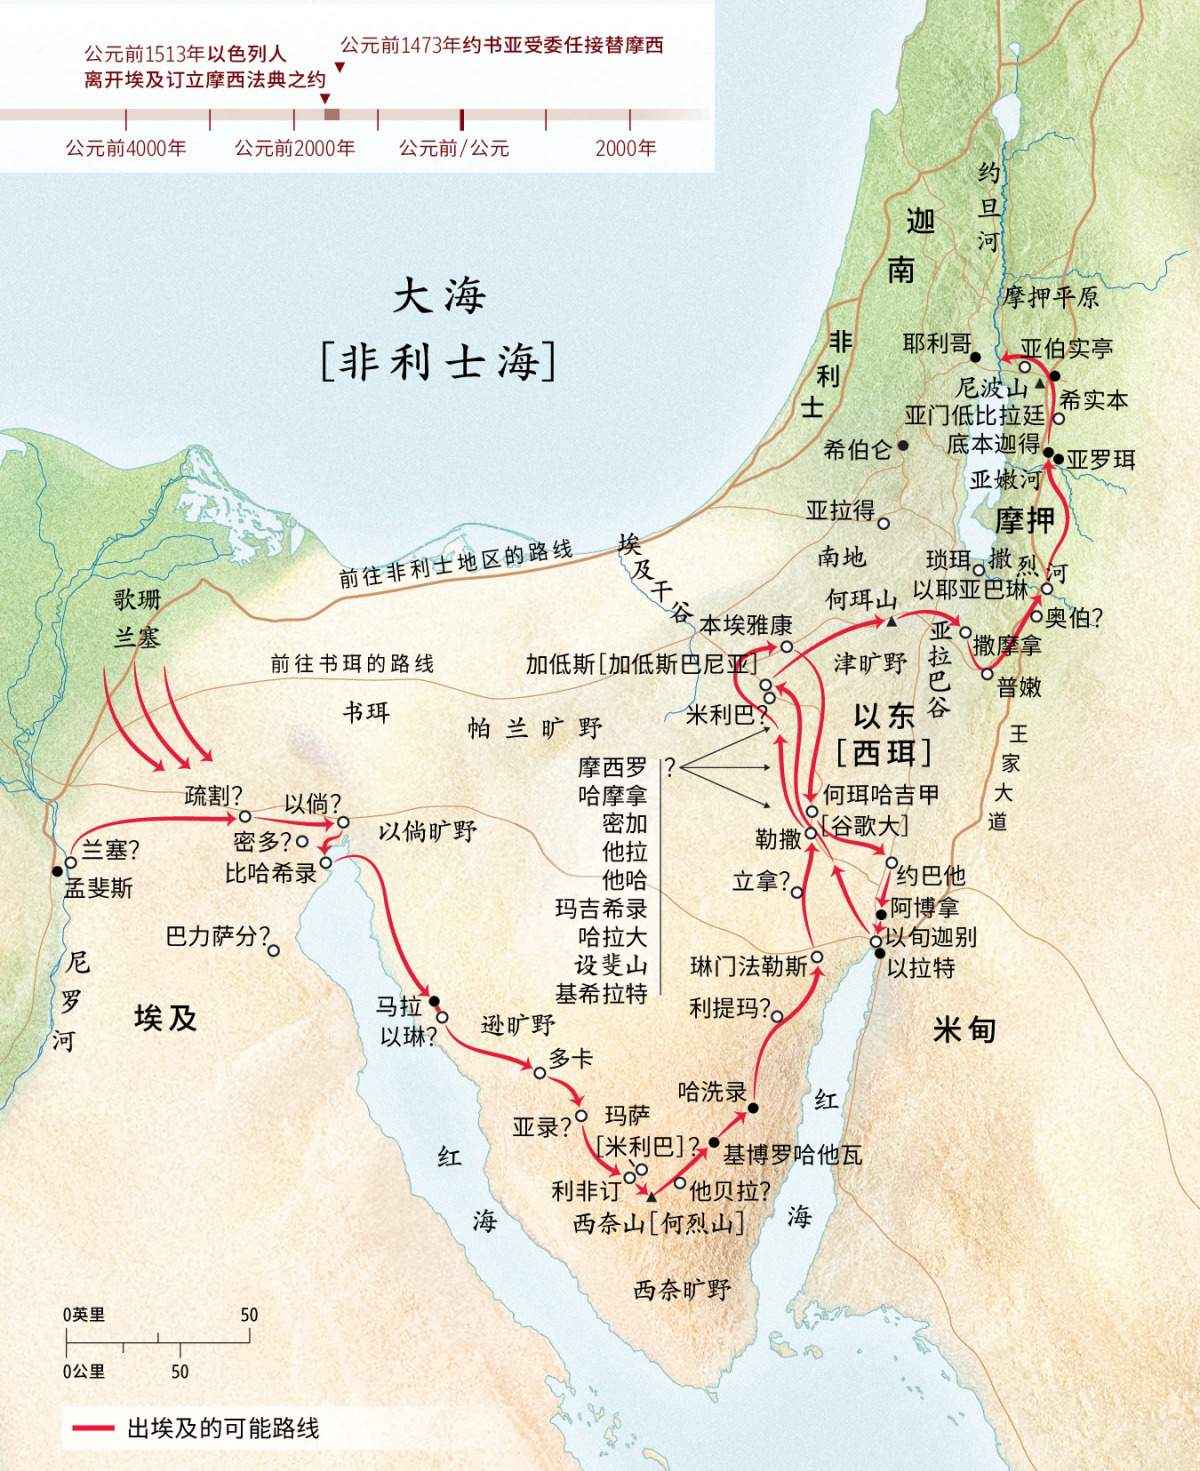 公元前1513年以色列人
离开埃及订立摩西法典之约
公元前1473年约书亚受委任接替摩西
公元前4000年
公元前2000年
公元前/公元
2000年
大海
[非利士海]
约旦河
迦南
摩押平原
非利士
耶利哥
亚伯实亭
尼波山
希实本
亚门低比拉廷
希伯仑
底本迦得
亚罗珥
亚嫩河
亚拉得
摩押
前往非利士地区的路线
埃及干谷
南地
琐珥
撒烈河
以耶亚巴琳
歌珊
兰塞
何珥山
奥伯?
本埃雅康
亚拉巴谷
撒摩拿
前往书珥的路线
加低斯[加低斯巴尼亚]
津旷野
普嫩
书珥
帕兰旷野
米利巴?
以东
[西珥]
王家大道
摩西罗
?
哈摩拿
密加
他拉
他哈
玛吉希录
哈拉大
设斐山
基希拉特
疏割?
以倘?
何珥哈吉甲
[谷歌大]
以倘旷野
密多?
勒撒
兰塞?
比哈希录
孟斐斯
立拿?
约巴他
阿博拿
巴力萨分?
以旬迦别
以拉特
尼罗河
琳门法勒斯
埃及
马拉
以琳?
逊旷野
利提玛?
米甸
多卡
哈洗录
红海
亚录?
玛萨
[米利巴]?
基博罗哈他瓦
红海
利非订
他贝拉?
西奈山[何烈山]
西奈旷野
0英里
50
0公里
50
出埃及的可能路线